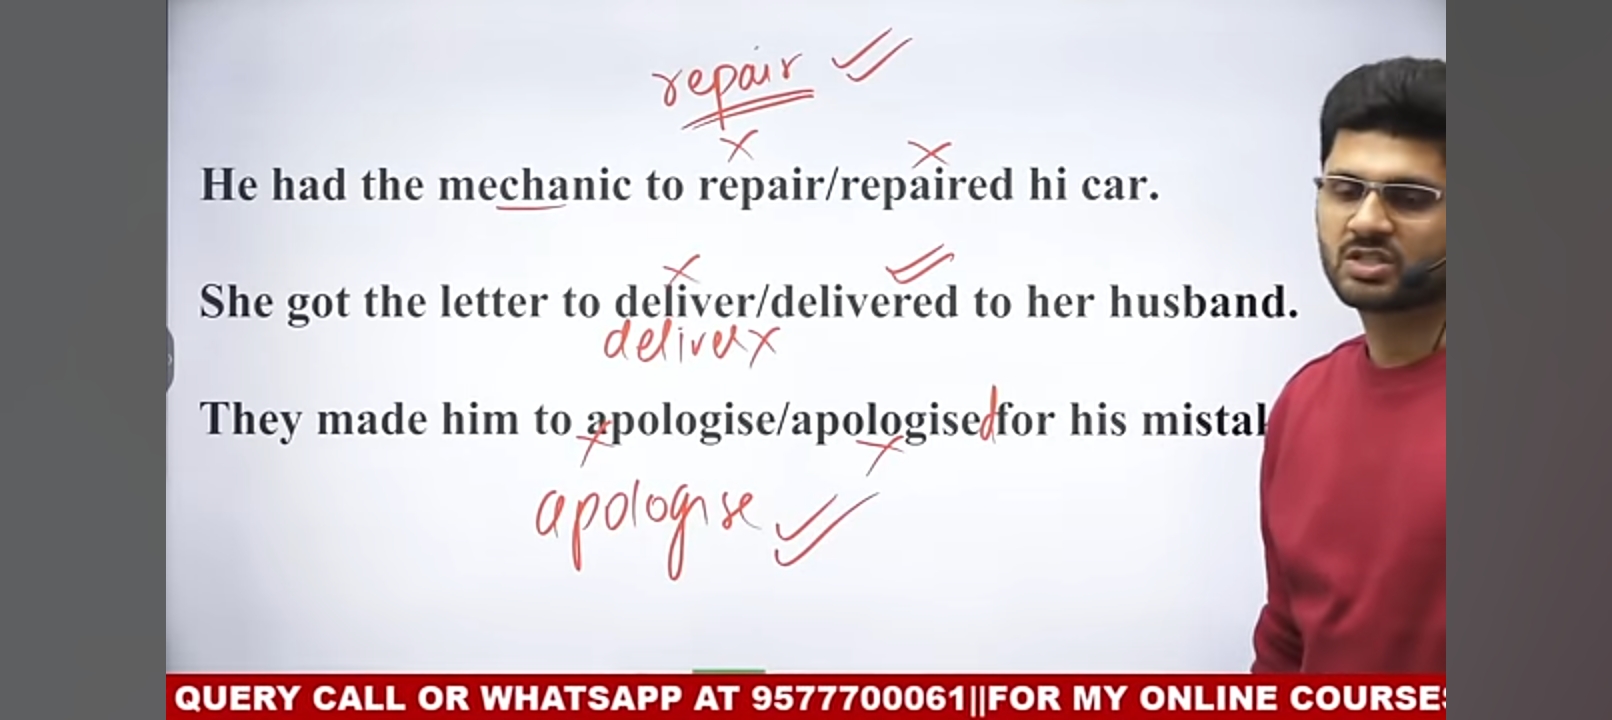 repair
He had the mechanic to repair/repaired hi car.
She got the letter to deliver/delivered to her husband.
deliver
They made him to apologise/apologised for his mistak
apologise
QUERY CALL OR WHATSAPP AT 9577700061||FOR MY ONLINE COURSES